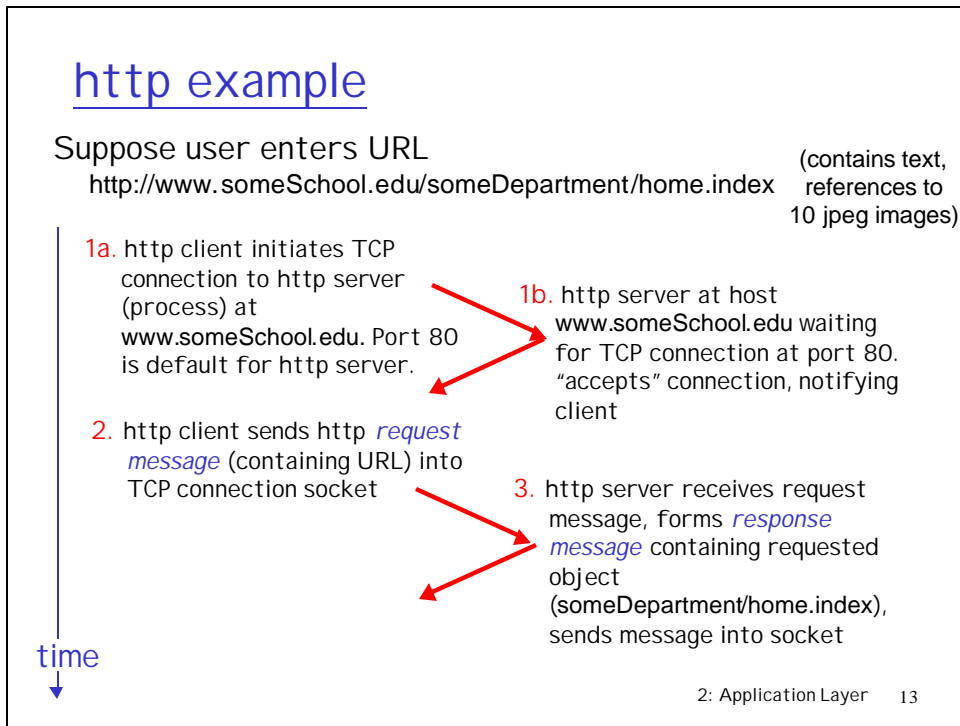 http example
Suppose user enters URL
http://www.someSchool.edu/someDepartment/home.index
(contains text,
references to
10 jpeg images)
1a. http client initiates TCP
connection to http server
(process) at
www.someSchool.edu. Port 80
is default for http server.
1b. http server at host
www.someSchool.edu waiting
for TCP connection at port 80.
“accepts” connection, notifying
client
2. http client sends http request
message (containing URL) into
TCP connection socket
3. http server receives request
message, forms response
message containing requested
object
(someDepartment/home.index),
sends message into socket
time
2: Application Layer 13